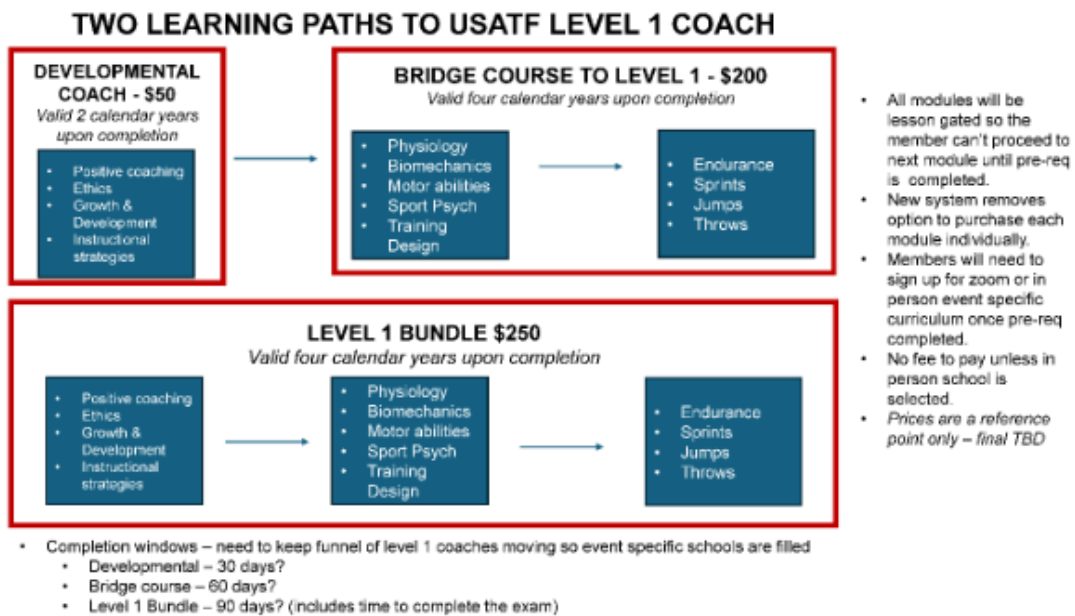 TWO LEARNING PATHS TO USATF LEVEL 1 COACH
DEVELOPMENTAL
COACH - $50
Valid 2 calendar years
upon completion
• Positive coaching
• Ethics
• Growth &
Development
• Instructional
strategies
BRIDGE COURSE TO LEVEL 1 - $200
Valid four calendar years upon completion
• Physiology
• Biomechanics
• Motor abilities
• Sport Psych
• Training
Design
• Endurance
• Sprints
• Jumps
• Throws
LEVEL 1 BUNDLE $250
Valid four calendar years upon completion
• Positive coaching
• Ethics
• Growth &
Development
• Instructional
strategies
• Physiology
• Biomechanics
• Motor abilities
• Sport Psych
• Training
Design
• Endurance
• Sprints
• Jumps
• Throws
• All modules will be
lesson gated so the
member can't proceed to
next module until pre-req
is completed.
• New system removes
option to purchase each
module individually.
• Members will need to
sign up for zoom or in
person event specific
curriculum once pre-req
completed.
• No fee to pay unless in
person school is
selected.
• Prices are a reference
point only – final TBD
• Completion windows – need to keep funnel of level 1 coaches moving so event specific schools are filled
• Developmental – 30 days?
• Bridge course – 60 days?
• Level 1 Bundle – 90 days? (includes time to complete the exam)